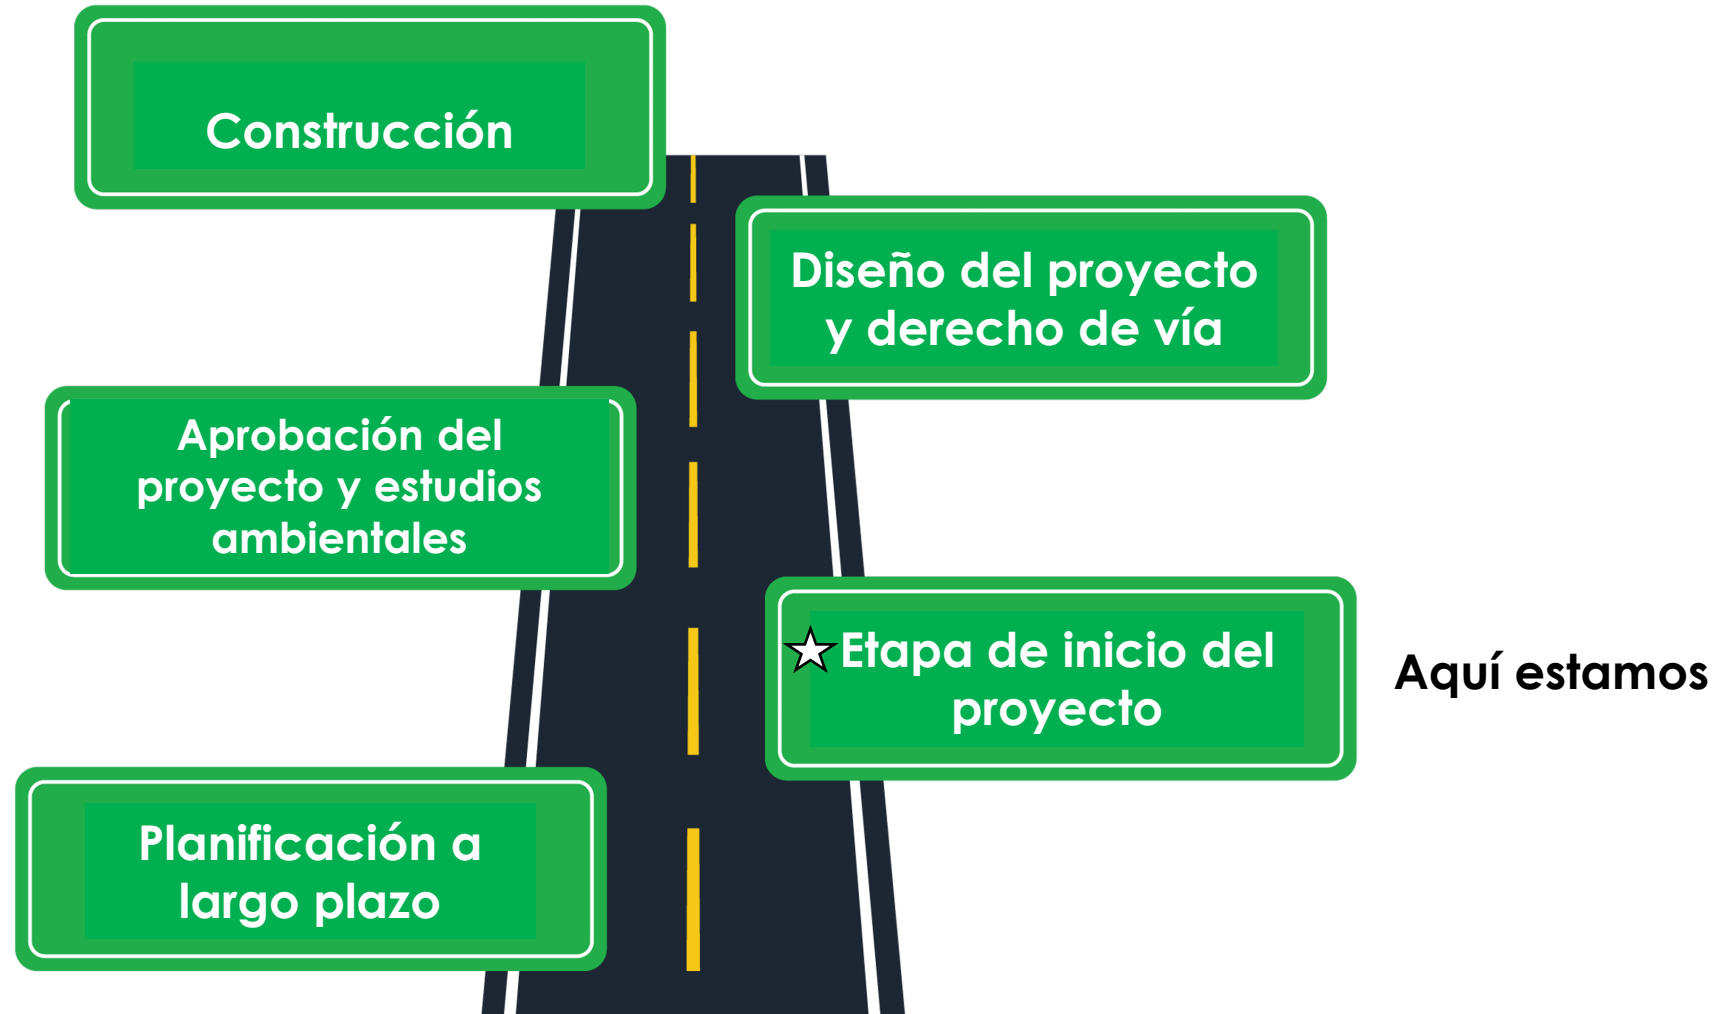 Construcción
Diseño del proyecto
y derecho de vía
Aprobación del
proyecto y estudios
ambientales
Etapa de inicio del
proyecto
Aquí estamos
Planificación a
largo plazo